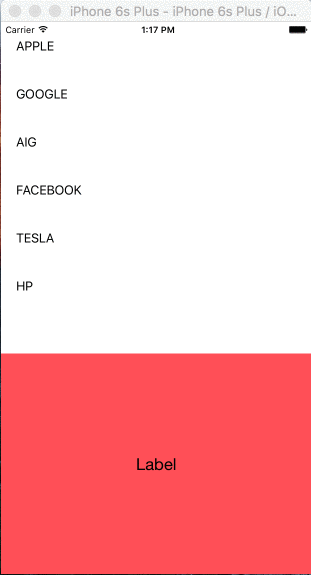 iPhone 6s Plus - iPhone 6s Plus / iO...
Carrier 1:17 PM
APPLE
GOOGLE
AIG
FACEBOOK
TESLA
HP
Label